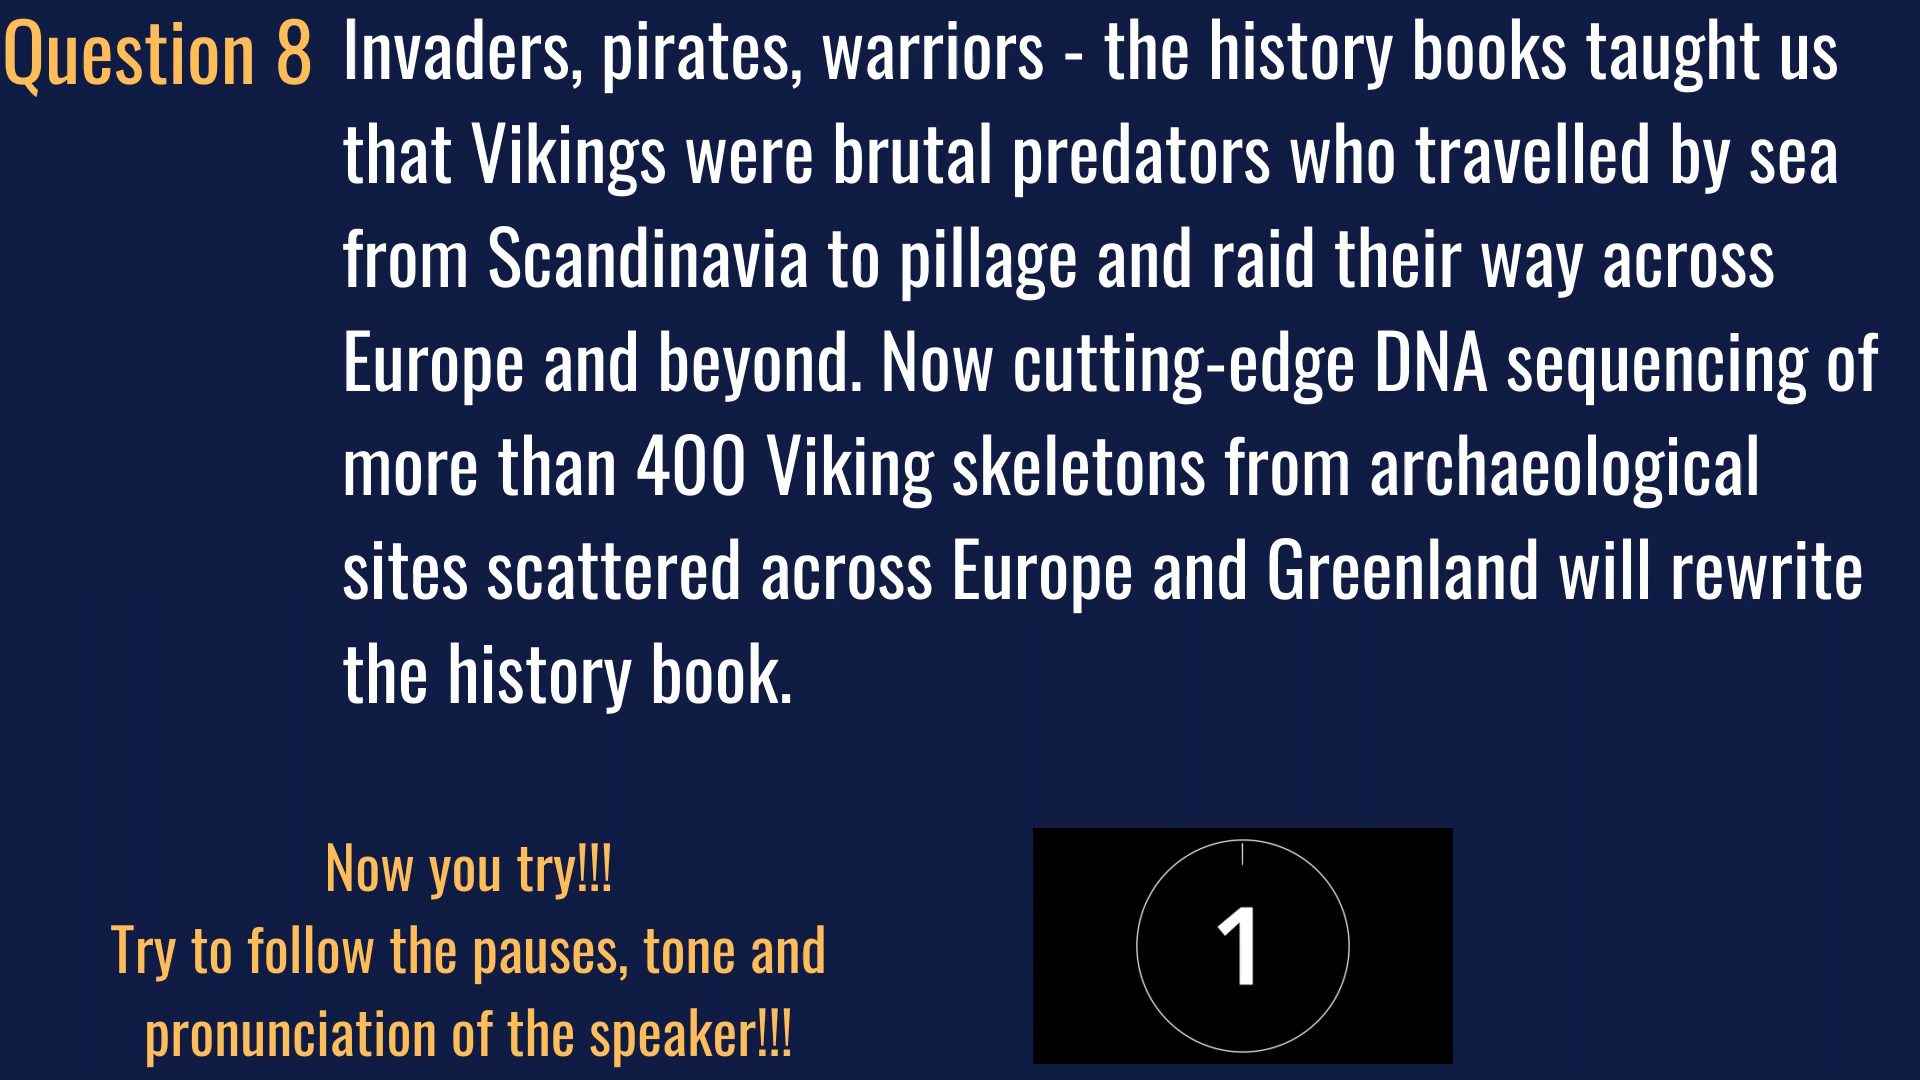 Question 8 Invaders, pirates, warriors - the history books taught us
that Vikings were brutal predators who travelled by sea
from Scandinavia to pillage and raid their way across
Europe and beyond. Now cutting-edge DNA sequencing of
more than 400 Viking skeletons from archaeological
sites scattered across Europe and Greenland will rewrite
the history book.
Now you try!!!
Try to follow the pauses, tone and
pronunciation of the speaker!!!
1